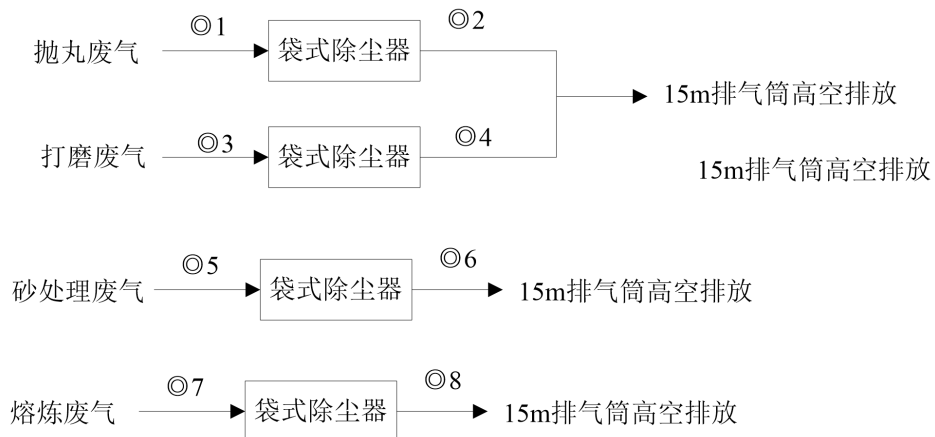 抛丸废气 ◎1 袋式除尘器 ◎2 15m排气筒高空排放
打磨废气 ◎3 袋式除尘器 ◎4
15m排气筒高空排放
砂处理废气 ◎5 袋式除尘器 ◎6 15m排气筒高空排放
熔炼废气 ◎7 袋式除尘器 ◎8 15m排气筒高空排放